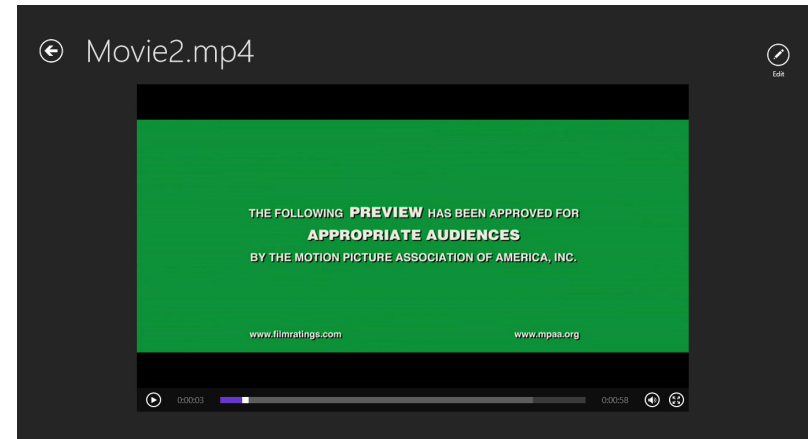 Movie2.mp4
Edit
THE FOLLOWING PREVIEW HAS BEEN APPROVED FOR
APPROPRIATE AUDIENCES
BY THE MOTION PICTURE ASSOCIATION OF AMERICA, INC.
www.filmratings.com www.mpaa.org
0:00:03 0:00:58